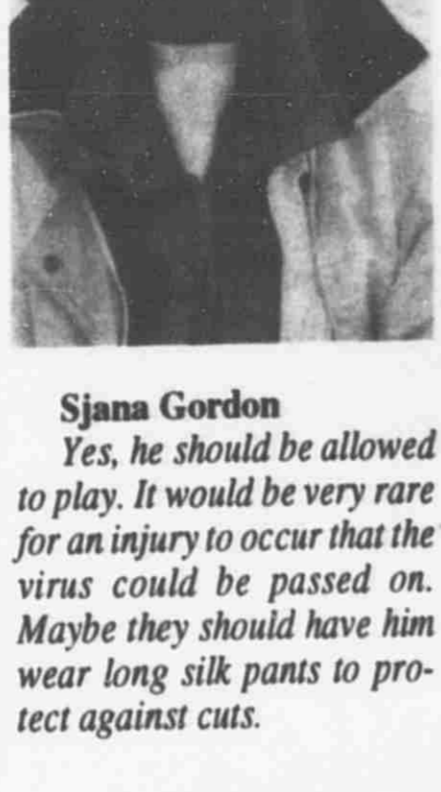 Sjana Gordon
Yes, he should be allowed
to play. It would be very rare
for an injury to occur that the
virus could be passed on.
Maybe they should have him
wear long silk pants to pro-
tect against cuts.